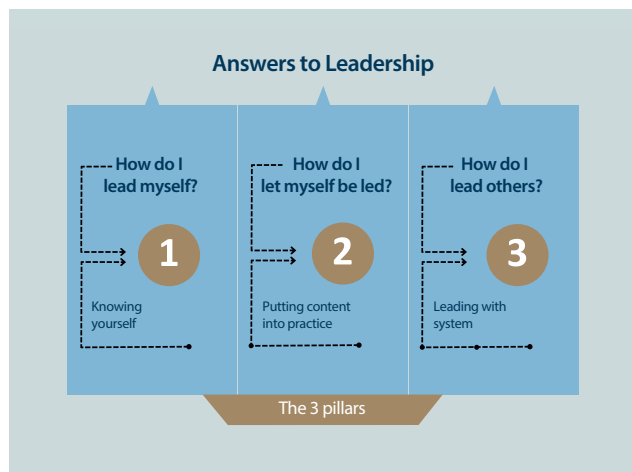 Answers to Leadership
How do I
lead myself?
1
Knowing
yourself
How do I
let myself be led?
2
Putting content
into practice
How do I
lead others?
3
Leading with
system
The 3 pillars